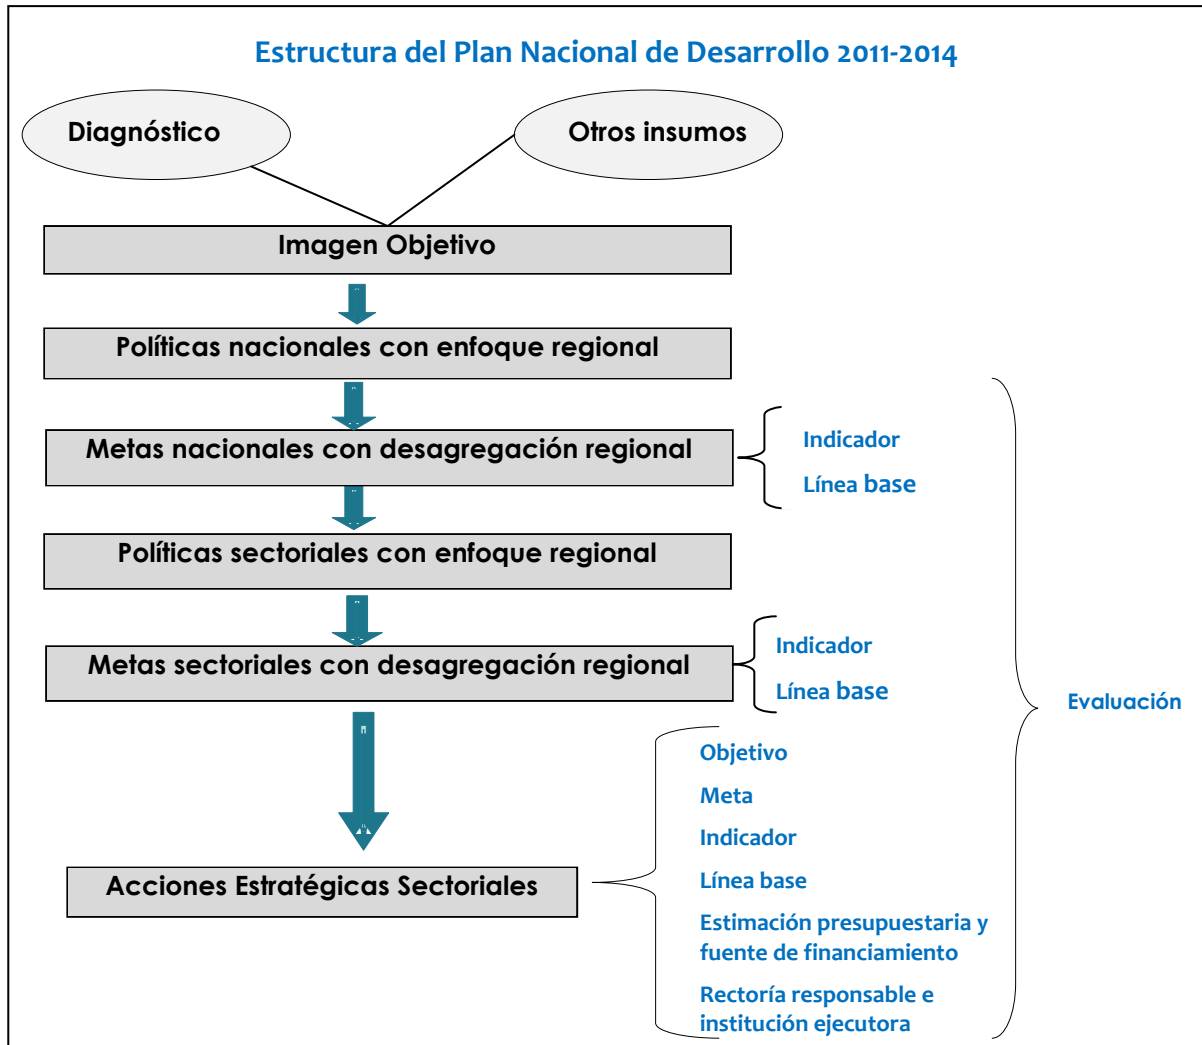 Estructura del Plan Nacional de Desarrollo 2011-2014
Diagnóstico
Otros insumos
Imagen Objetivo
Políticas nacionales con enfoque regional
Metas nacionales con desagregación regional
Indicador
Línea base
Políticas sectoriales con enfoque regional
Metas sectoriales con desagregación regional
Indicador
Línea base
Evaluación
Acciones Estratégicas Sectoriales
Objetivo
Meta
Indicador
Línea base
Estimación presupuestaria y
fuente de financiamiento
Rectoría responsable e
institución ejecutora